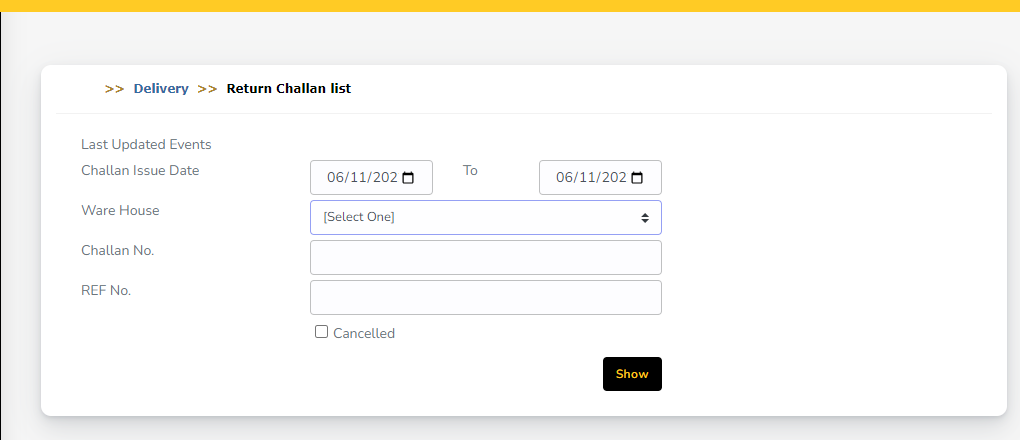 >> Delivery >> Return Challan list
Last Updated Events
Challan Issue Date 06/11/202 To 06/11/202
Ware House [Select One]
Challan No.
REF No.
Cancelled
Show